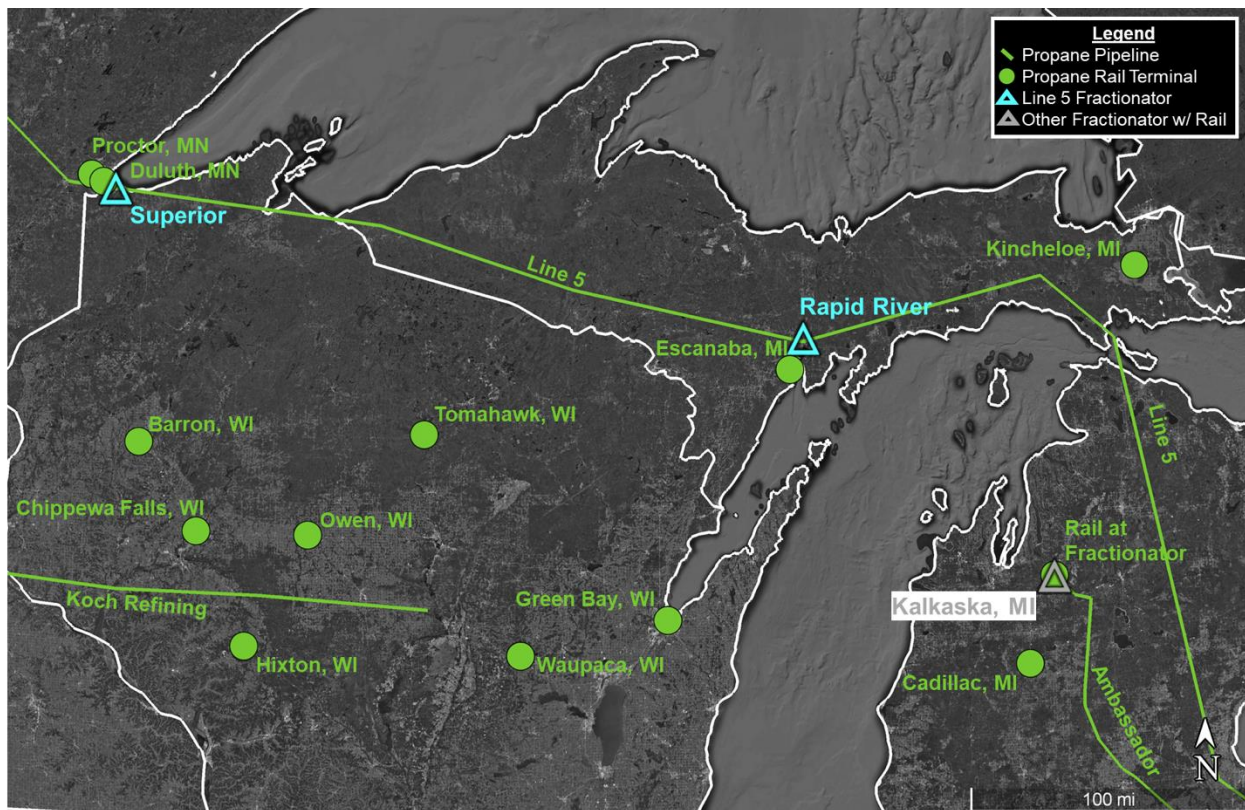 Legend
Propane Pipeline
Propane Rail Terminal
Line 5 Fractionator
Other Fractionator w/ Rail
Proctor, MN
Duluth, MN
Superior
Line 5
Kincheloe, MI
Rapid River
Escanaba, MI
Barron, WI
Tomahawk, WI
Line 5
Chippewa Falls, WI
Owen, WI
Rail at
Fractionator
Koch Refining
Green Bay, WI
Kalkaska, MI
Hixton, WI
Waupaca, WI
Cadillac, MI
Ambassador
N
100 mi